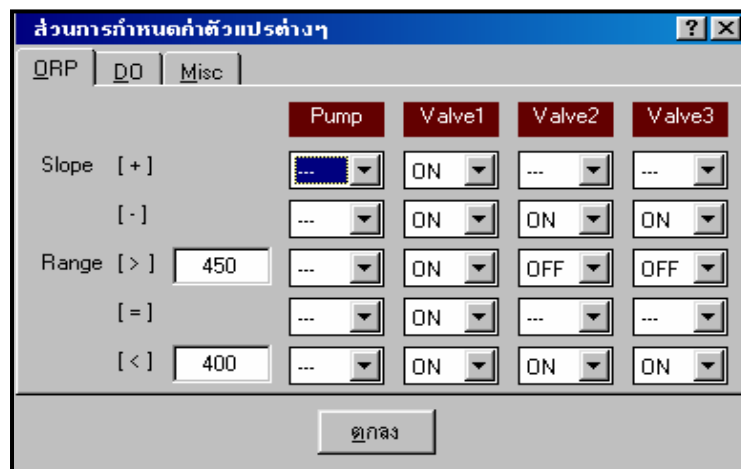 ส่วนการกำหนดค่าตัวแปรต่างๆ
ORP DO Misc
Pump Valve1 Valve2 Valve3
Slope [ + ] --- ON --- ---
[ - ] --- ON ON ON
Range [ > ] 450 --- ON OFF OFF
[ = ] --- ON --- ---
[ < ] 400 --- ON ON ON
ตกลง